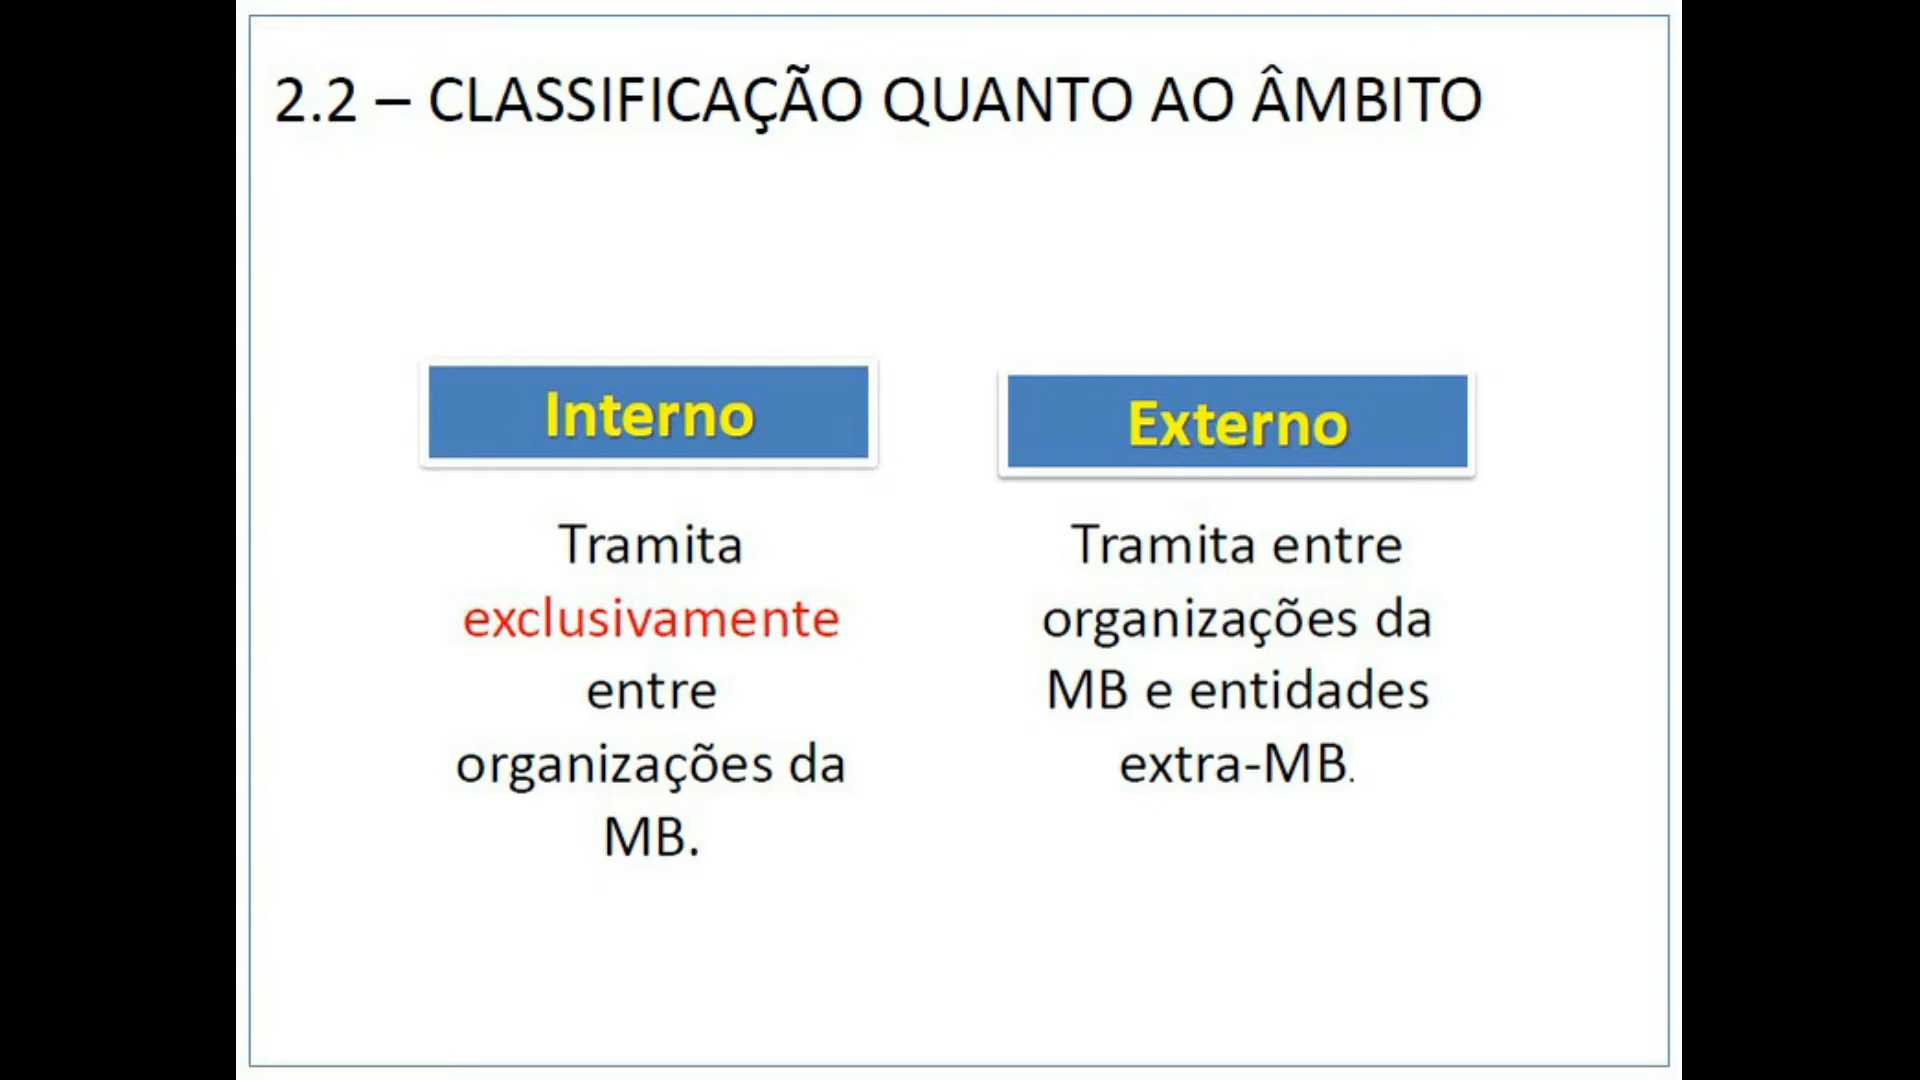 2.2 – CLASSIFICAÇÃO QUANTO AO ÂMBITO
Interno
Tramita
exclusivamente
entre
organizações da
MB.
Externo
Tramita entre
organizações da
MB e entidades
extra-MB.